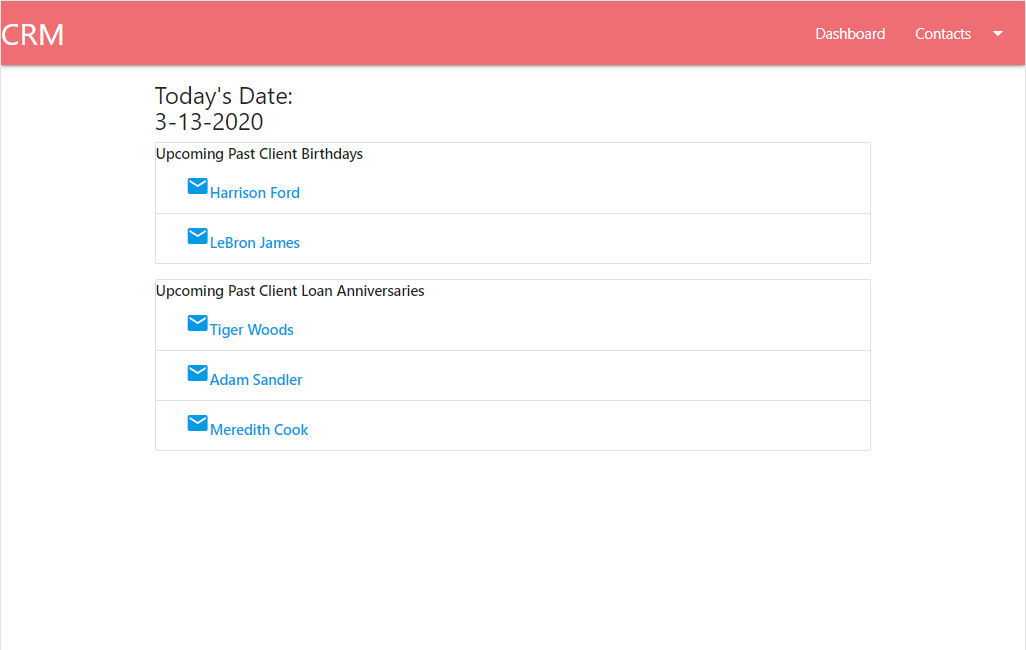 CRM
Dashboard Contacts
Today's Date:
3-13-2020
Upcoming Past Client Birthdays
Harrison Ford
LeBron James
Upcoming Past Client Loan Anniversaries
Tiger Woods
Adam Sandler
Meredith Cook